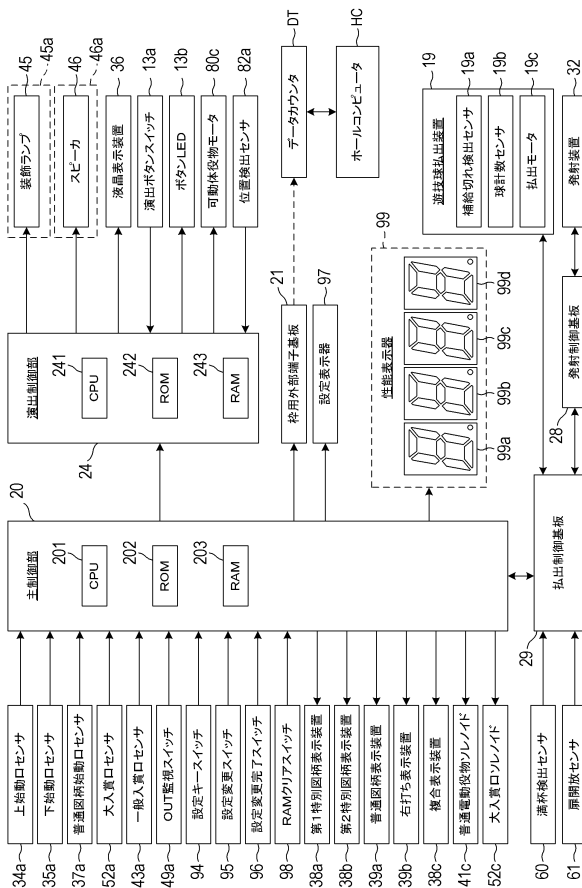 34a 上始動口センサ
35a 下始動口センサ
37a 普通図柄始動口センサ
52a 大入賞口センサ
43a 一般入賞口センサ
49a OUT監視スイッチ
94 設定キースイッチ
95 設定変更スイッチ
96 設定変更完了スイッチ
98 RAMクリアスイッチ
38a 第1特別図柄表示装置
38b 第2特別図柄表示装置
39a 普通図柄表示装置
39b 右打ち表示装置
38c 複合表示装置
41c 普通電動役物ソレノイド
52c 大入賞口ソレノイド
60 満杯検出センサ
61 扉開放センサ
20
主制御部
201 CPU
202 ROM
203 RAM
29
払出制御基板
24
演出制御部
241 CPU
242 ROM
243 RAM
21
枠用外部端子基板
97
設定表示器
99
性能表示器
99a
99b
99c
99d
28
発射制御基板
45 45a
装飾ランプ
46 46a
スピーカ
36
液晶表示装置
13a
演出ボタンスイッチ
13b
ボタンLED
80c
可動体役物モータ
82a
位置検出センサ
DT
データカウンタ
HC
ホールコンピュータ
19
遊技球払出装置
19a
補給切れ検出センサ
19b
球計数センサ
19c
払出モータ
32
発射装置